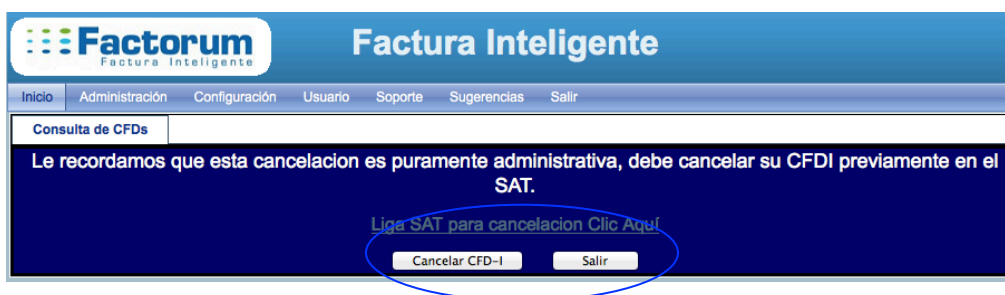 Factorum
Factura Inteligente
Factura Inteligente
Inicio Administración Configuración Usuario Soporte Sugerencias Salir
Consulta de CFDs
Le recordamos que esta cancelacion es puramente administrativa, debe cancelar su CFDI previamente en el
SAT.
Liga SAT para cancelacion Clic Aquí
Cancelar CFD-I Salir